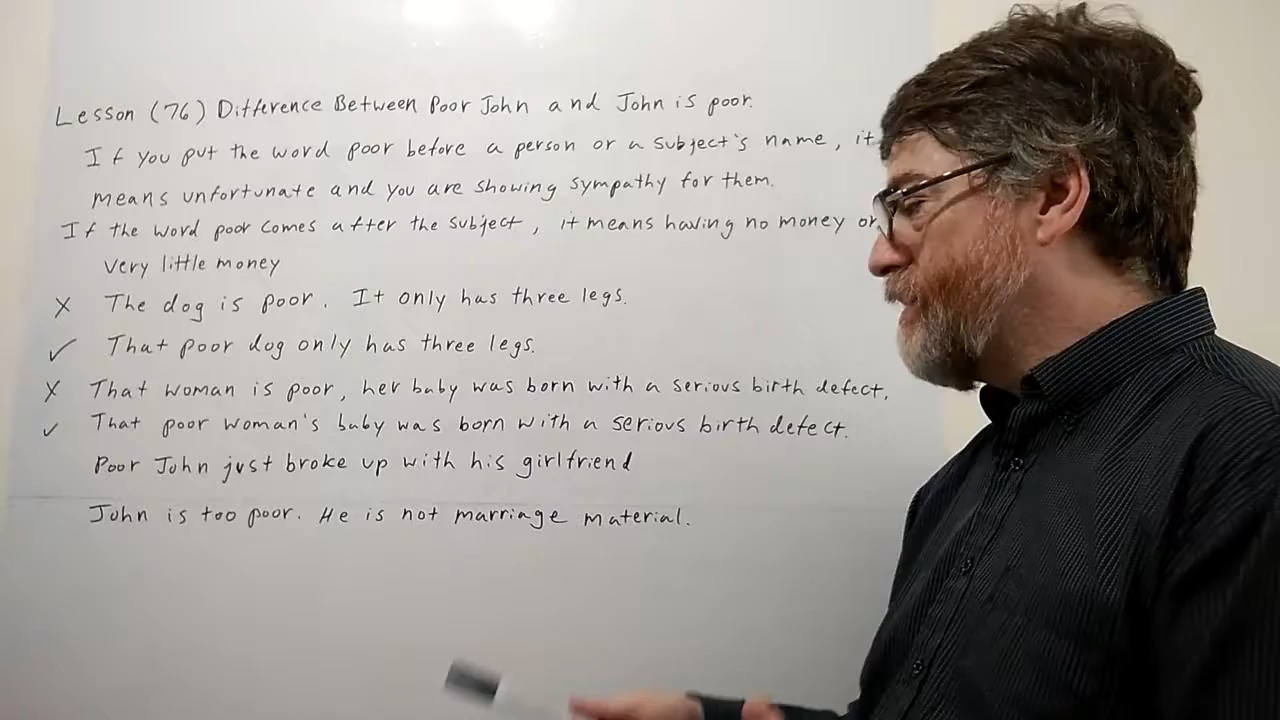 Lesson (76) Difference Between Poor John and John is poor.
If you put the word poor before a person or a subject's name, it
means unfortunate and you are showing sympathy for them.
If the word poor comes after the subject, it means having no money or
very little money
X The dog is poor. It only has three legs.
✓ That poor dog only has three legs.
X That woman is poor, her baby was born with a serious birth defect.
✓ That poor woman's baby was born with a serious birth defect.
Poor John just broke up with his girlfriend
John is too poor. He is not marriage material.